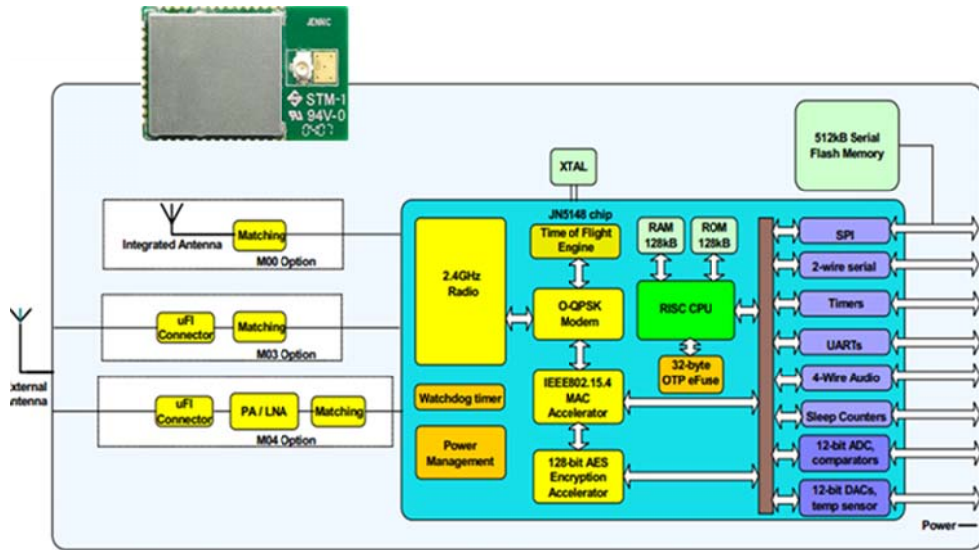 JENNIC
STM-1
94V-0
0407
512kB Serial
Flash Memory
XTAL
JN5148 chip
Integrated Antenna
Matching
M00 Option
2.4GHz
Radio
Time of Flight
Engine
RAM
128kB
ROM
128kB
SPI
2-wire serial
O-QPSK
Modem
RISC CPU
Timers
uFl
Connector
Matching
M03 Option
UARTs
32-byte
OTP eFuse
4-Wire Audio
External
Antenna
uFl
Connector
PA / LNA
Matching
M04 Option
Watchdog timer
IEEE802.15.4
MAC
Accelerator
Sleep Counters
Power
Management
128-bit AES
Encryption
Accelerator
12-bit ADC,
comparators
12-bit DACs,
temp sensor
Power